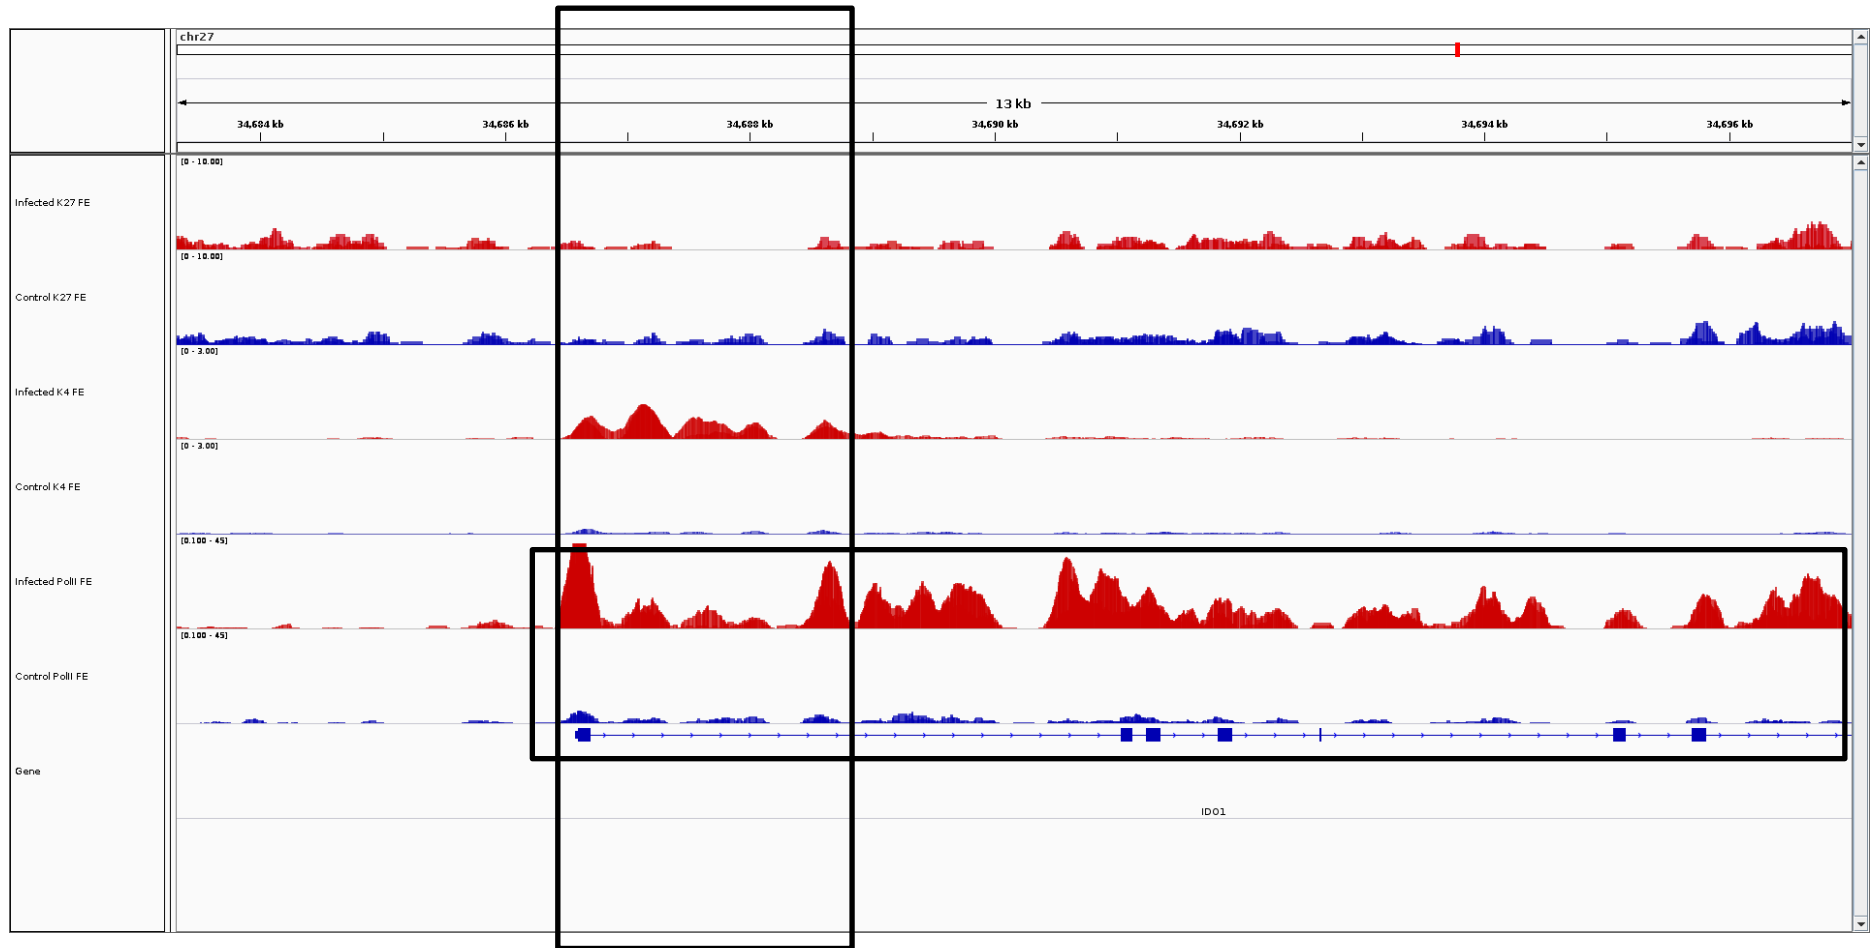 chr27
13 kb
34,684 kb 34,686 kb 34,688 kb 34,690 kb 34,692 kb 34,694 kb 34,696 kb
[0 - 10.00]
Infected K27 FE
[0 - 10.00]
Control K27 FE
[0 - 3.00]
Infected K4 FE
[0 - 3.00]
Control K4 FE
[0.100 - 45]
Infected PolII FE
[0.100 - 45]
Control PolII FE
Gene
IDO1